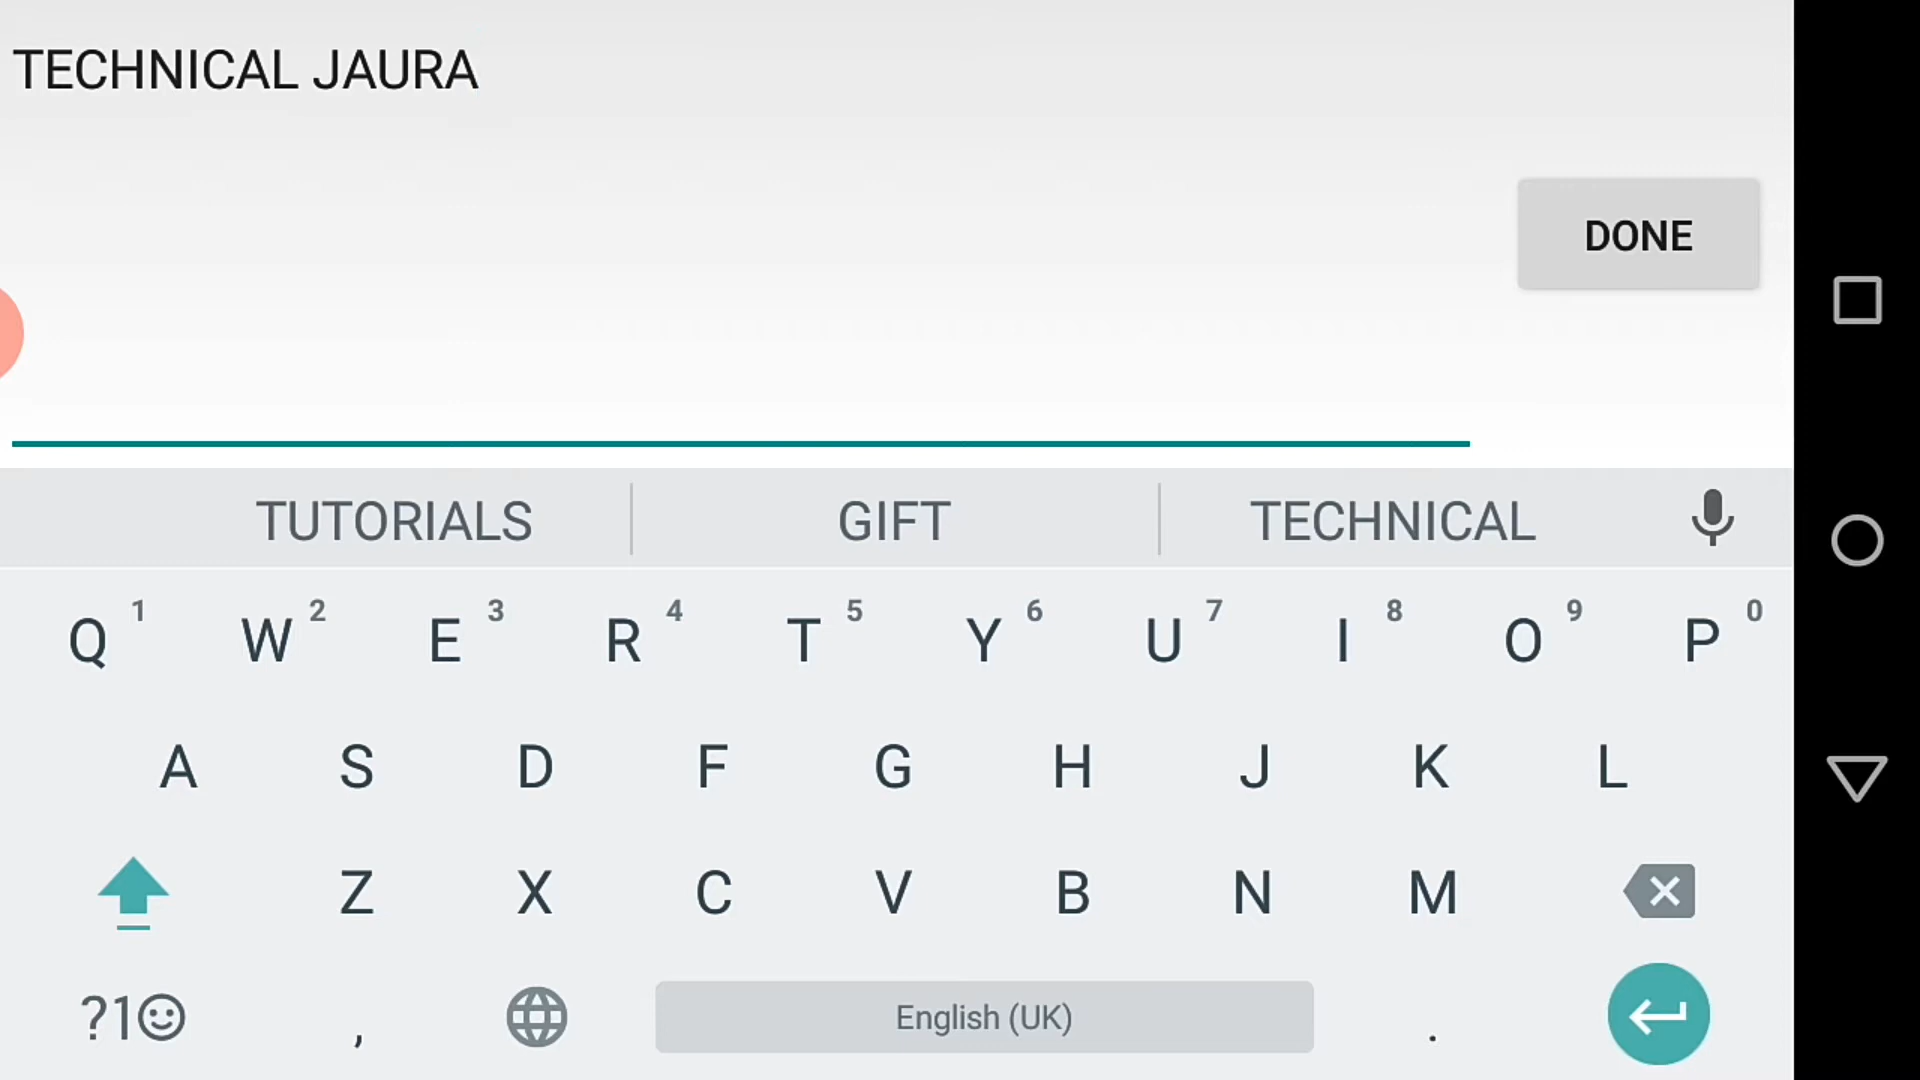 TECHNICAL JAURA
DONE
TUTORIALS GIFT TECHNICAL
Q 1 W 2 E 3 R 4 T 5 Y 6 U 7 I 8 O 9 P 0
A S D F G H J K L
Z X C V B N M
?1☺ , English (UK) .